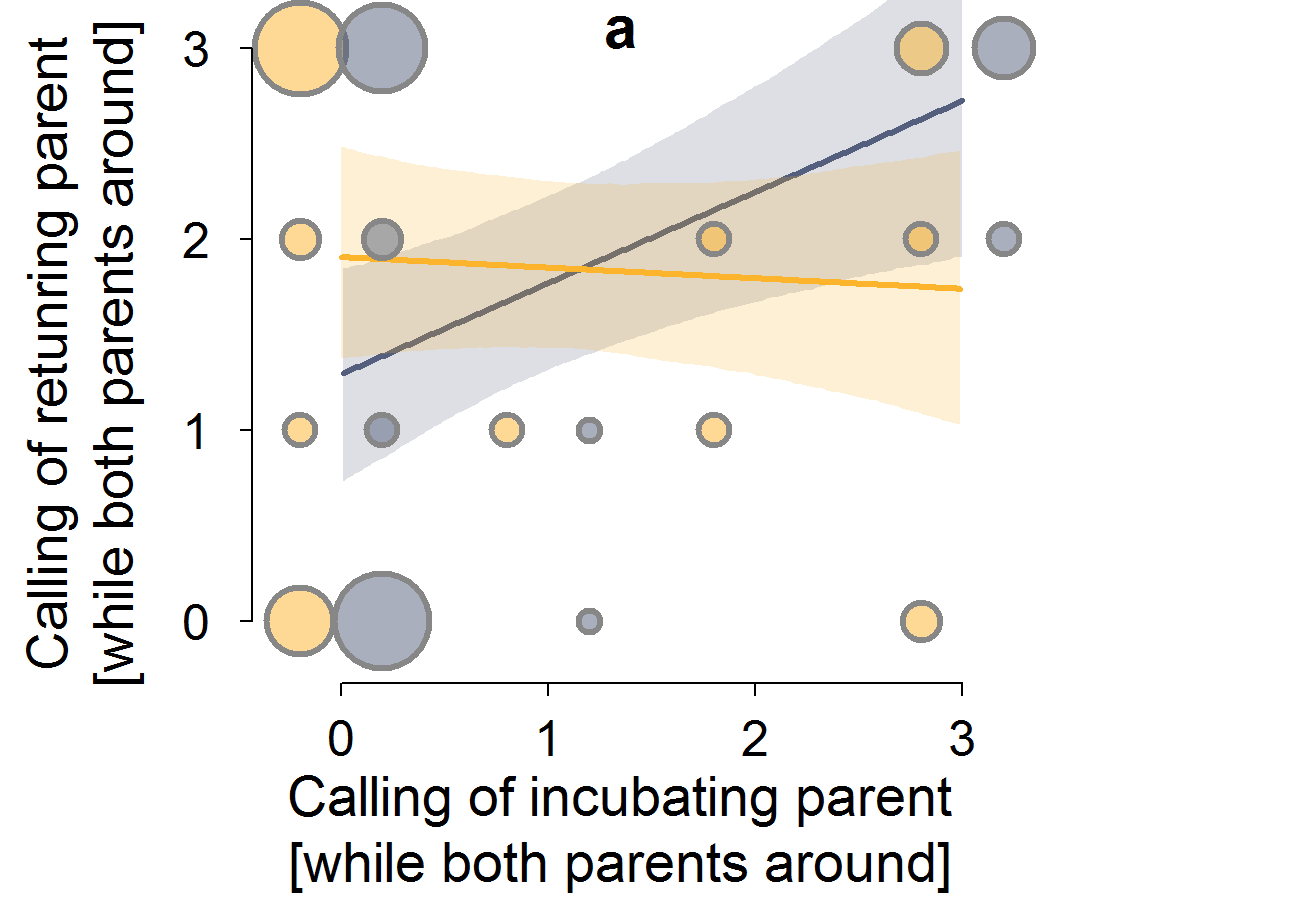 a
Calling of retunring parent
[while both parents around]
3
2
1
0
0 1 2 3
Calling of incubating parent
[while both parents around]